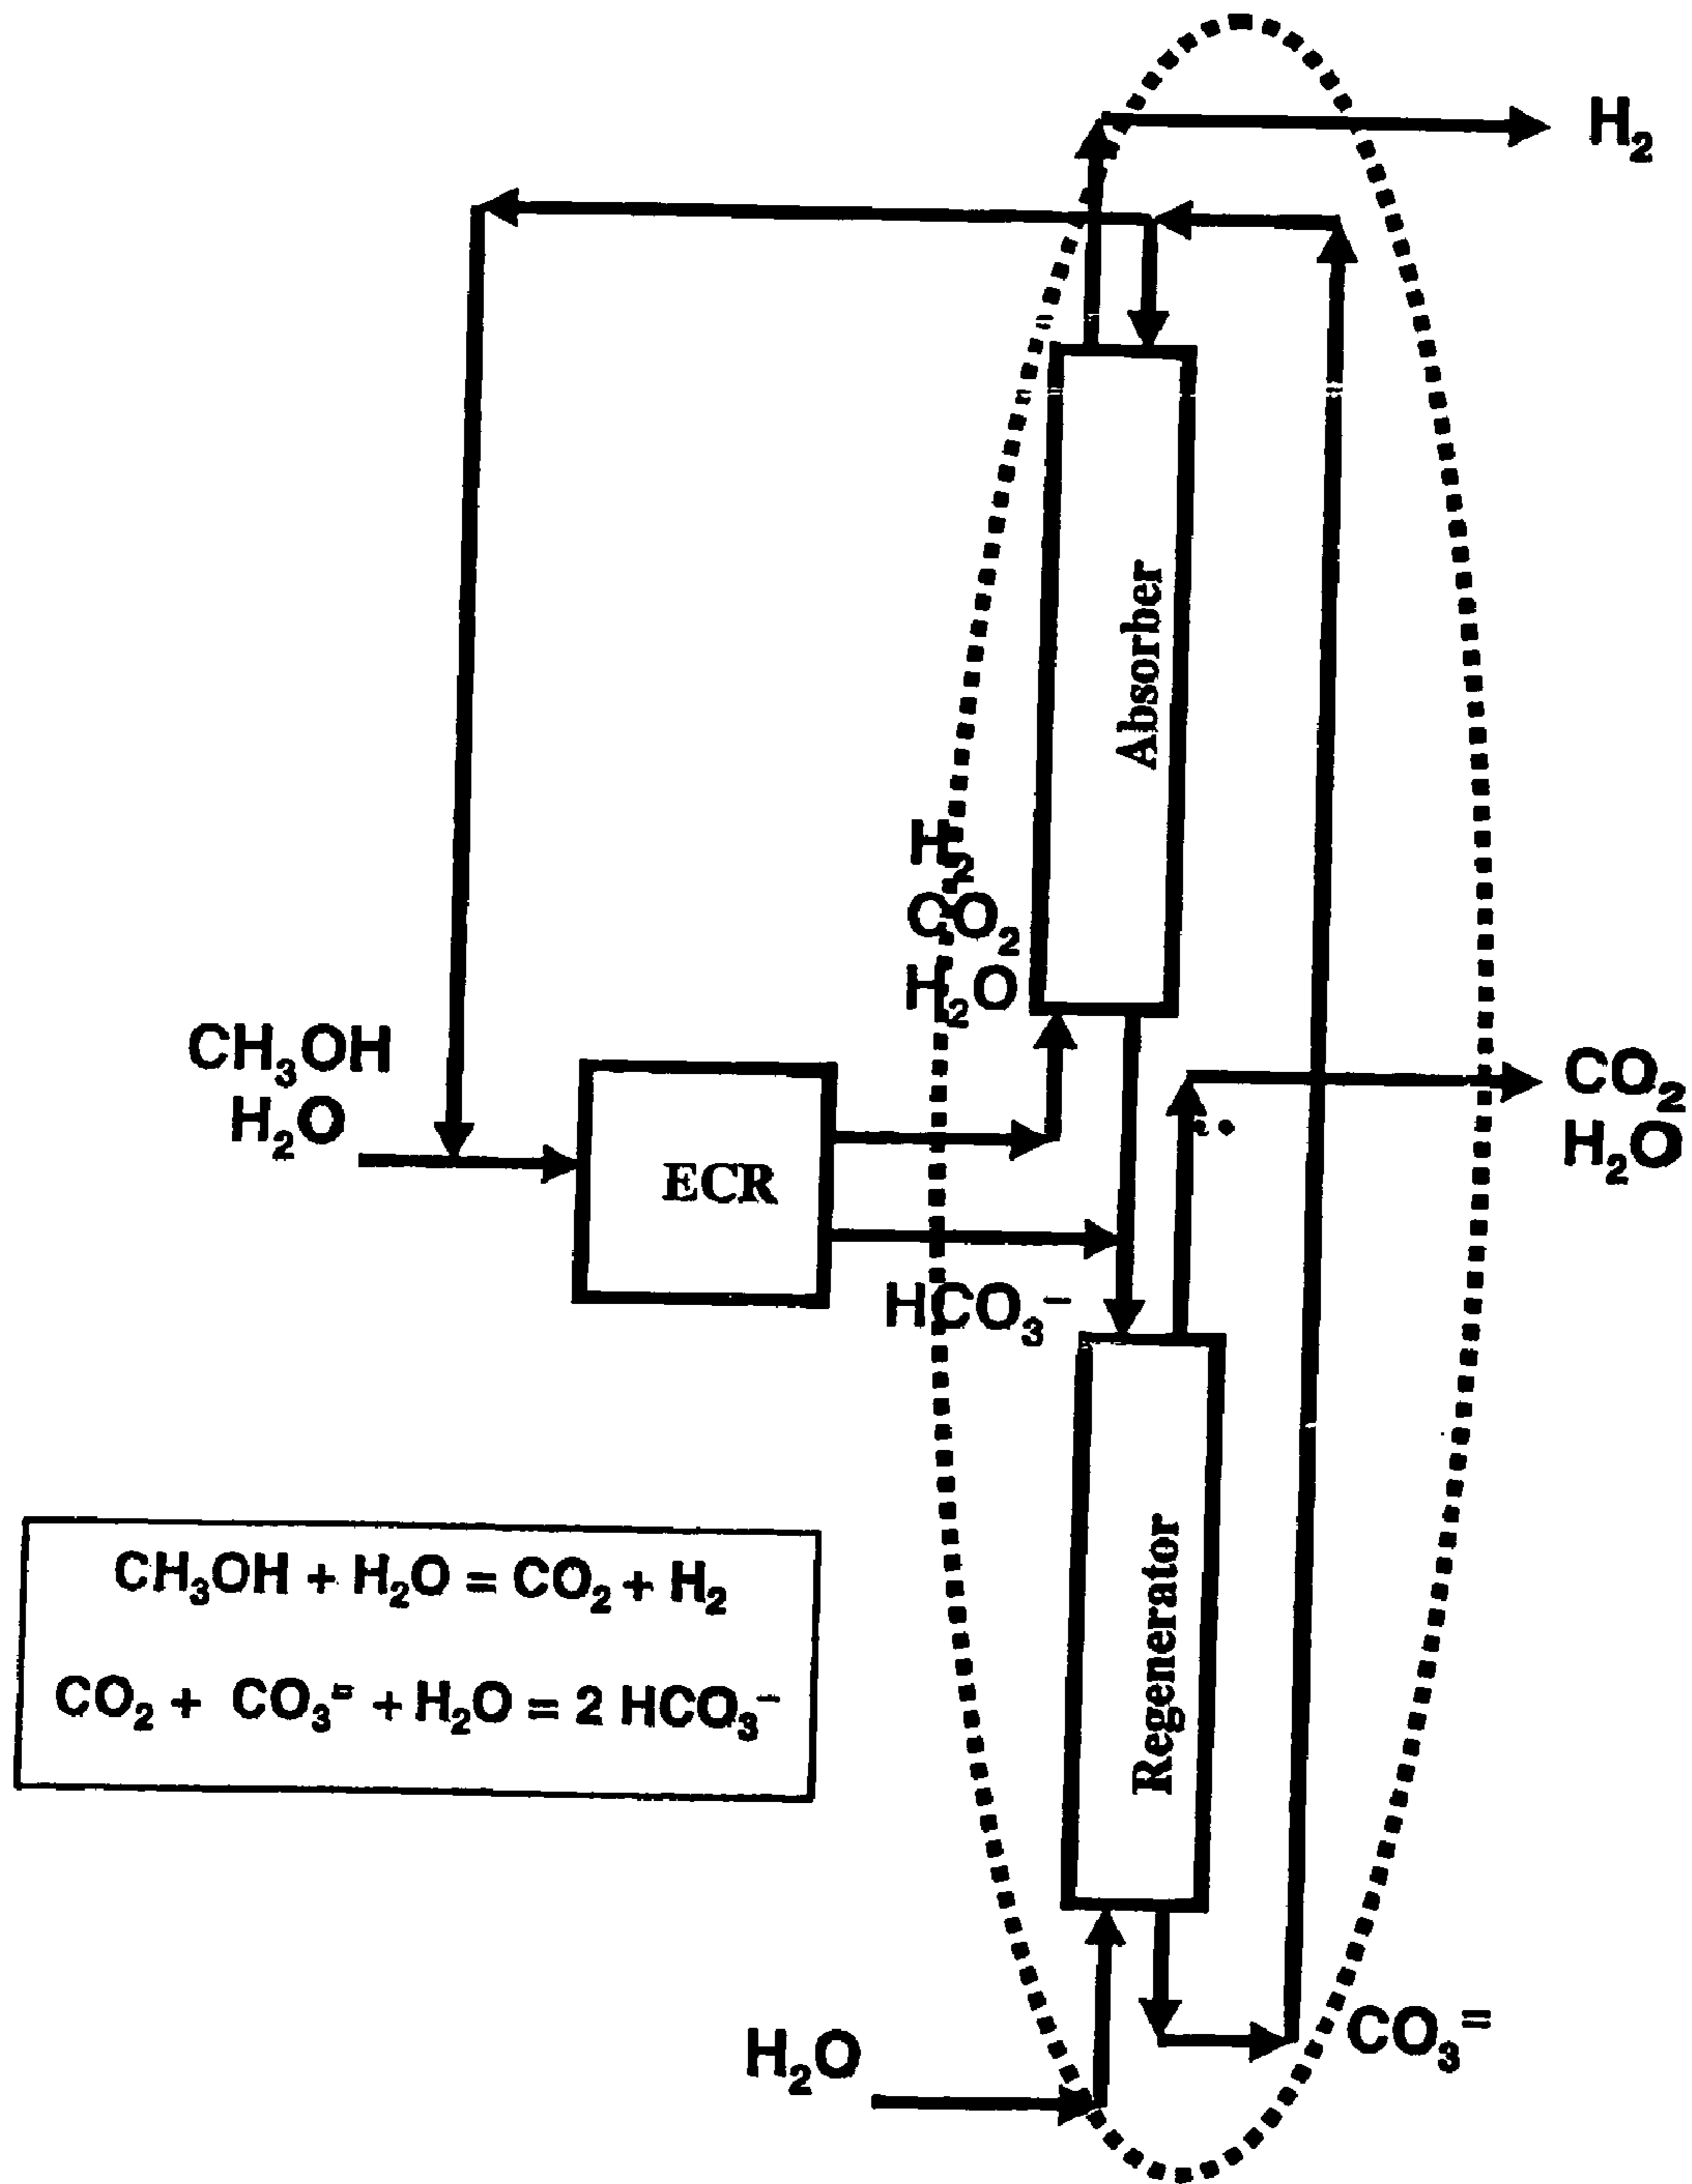 H₂
Absorber
H₂
CO₂
H₂O
CH₃OH
H₂O
CO₂
H₂O
ECR
HCO₃⁻
CH₃OH + H₂O = CO₂ + H₂
CO₂ + CO₃⁼ + H₂O = 2 HCO₃⁻
Regenerator
CO₃⁼
H₂O